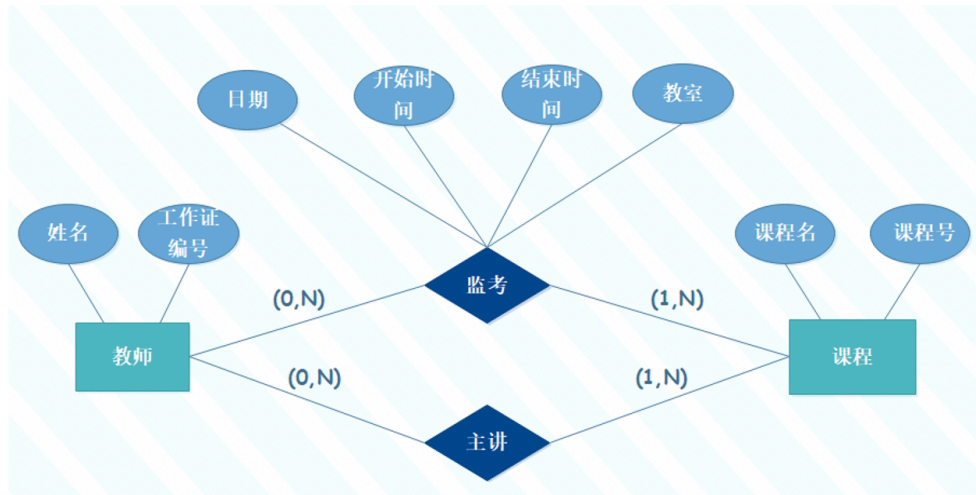 日期
开始时
间
结束时
间
教室
姓名
工作证
编号
课程名
课程号
监考
(0,N)
(1,N)
教师
课程
(0,N)
(1,N)
主讲